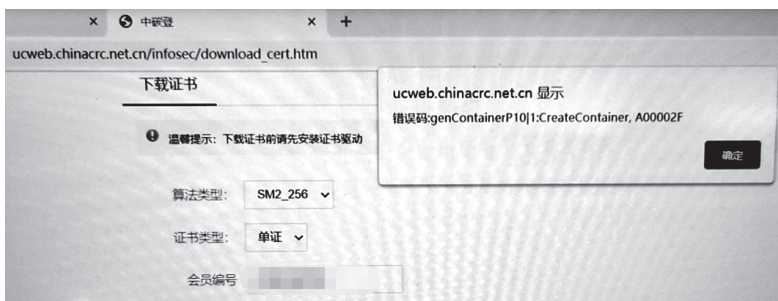 中碳登
ucweb.chinacrc.net.cn/infosec/download_cert.htm
下载证书
温馨提示：下载证书前请先安装证书驱动
算法类型：
SM2_256
证书类型：
单证
会员编号
ucweb.chinacrc.net.cn 显示
错误码:genContainerP10|1:CreateContainer, A00002F
确定